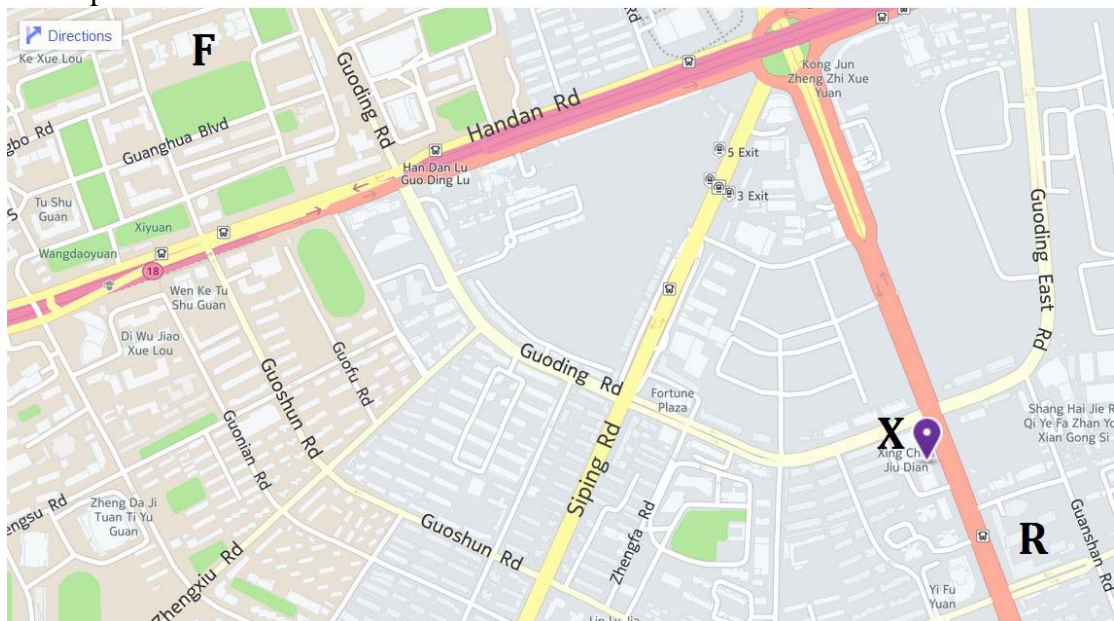 Directions
F
Ke Xue Lou
Guoding Rd
Kong Jun
Zheng Zhi Xue
Yuan
Handan Rd
Guanghua Blvd
Han Dan Lu
Guo Ding Lu
5 Exit
3 Exit
Tu Shu
Guan
Xiyuan
Wangdaoyuan
18
Wen Ke Tu
Shu Guan
Guoding East Rd
Di Wu Jiao
Xue Lou
Guofu Rd
Guoshun Rd
Guoding Rd
Fortune
Plaza
Guonian Rd
Siping Rd
X
Jiu Dian
Shang Hai Jie R
Qi Ye Fa Zhan Yo
Xian Gong Si
Zheng Da Ji
Tuan Ti Yu
Guan
Guoshun Rd
Zhengfa Rd
Guanshan Rd
R
Zhengxiu Rd
Yi Fu
Yuan